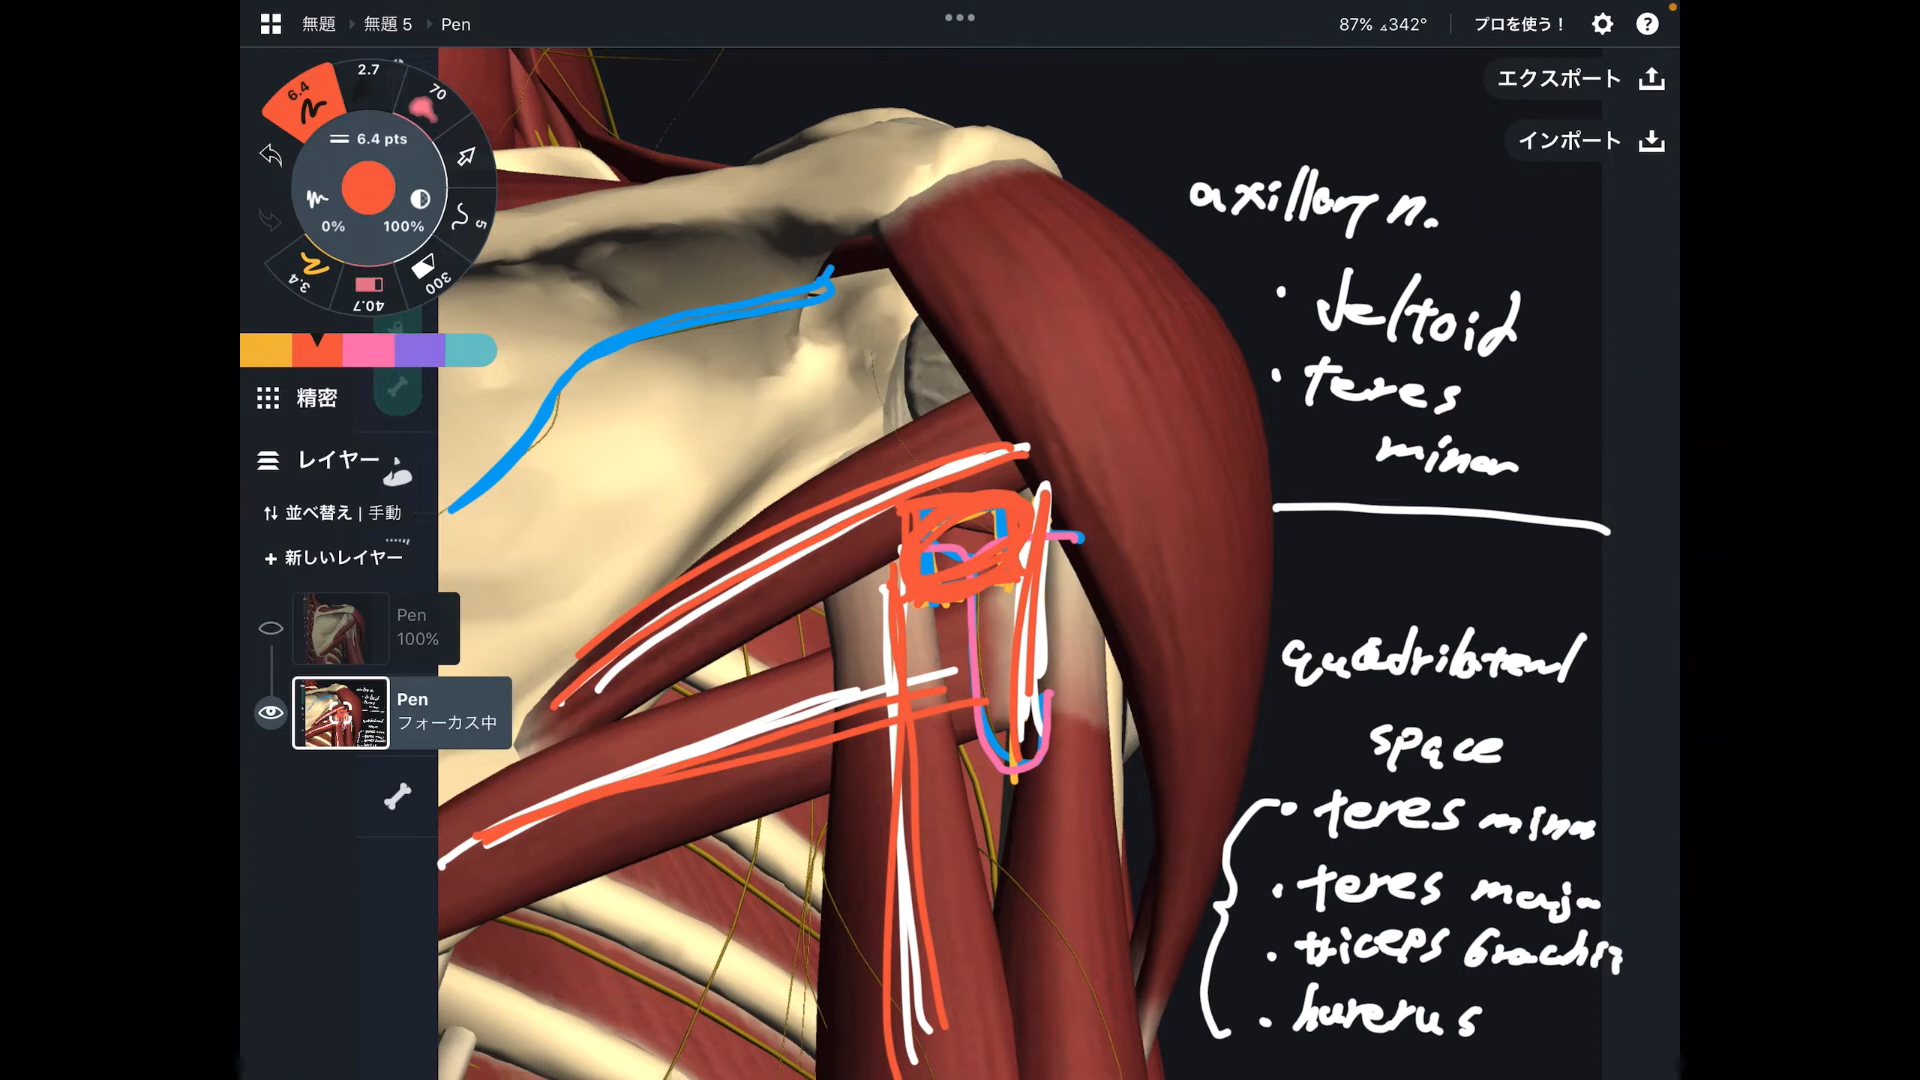 無題 無題 5 Pen
87% ⊿342°
プロを使う！
エクスポート
インポート
2.7
6.4
70
6.4 pts
0%
100%
5
300
40.7
3.4
精密
レイヤー
並べ替え | 手動
+ 新しいレイヤー
Pen
100%
Pen
フォーカス中
axillary n.
・deltoid
・teres
minor
quadrilateral
space
・teres minor
・teres major
・triceps brachii
・humerus